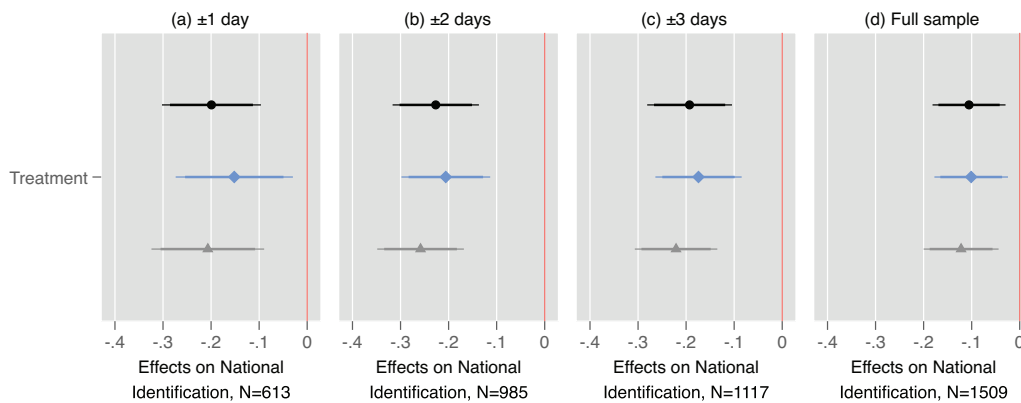 (a) ±1 day
(b) ±2 days
(c) ±3 days
(d) Full sample
Treatment
-.4 -.3 -.2 -.1 0
-.4 -.3 -.2 -.1 0
-.4 -.3 -.2 -.1 0
-.4 -.3 -.2 -.1 0
Effects on National
Identification, N=613
Effects on National
Identification, N=985
Effects on National
Identification, N=1117
Effects on National
Identification, N=1509